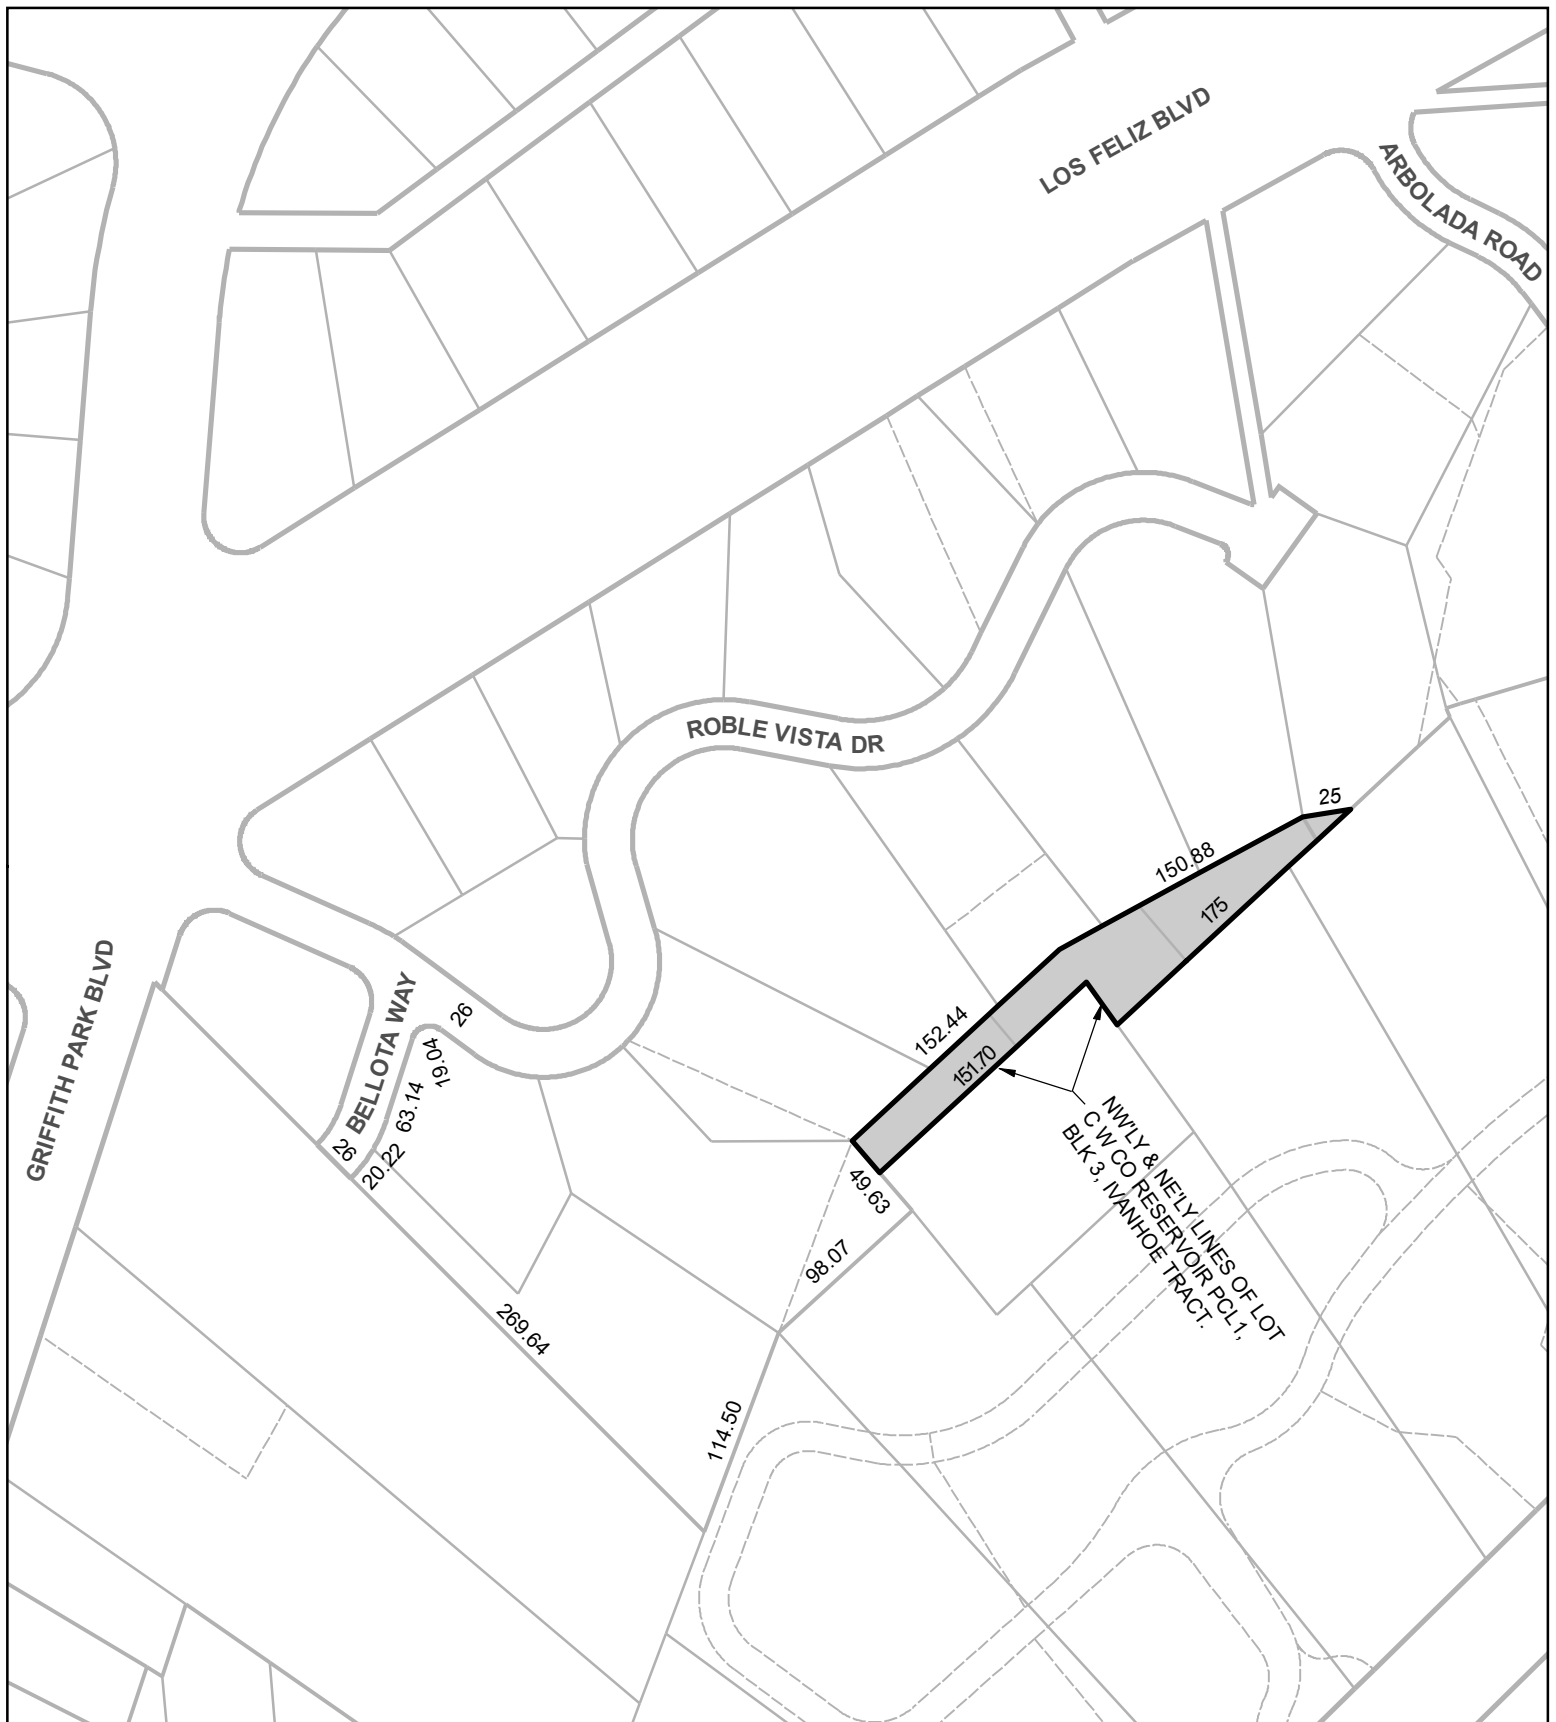 LOS FELIZ BLVD
ARBOLADA ROAD
ROBLE VISTA DR
25
150.88
175
GRIFFITH PARK BLVD
BELLOTA WAY
26
19.04
63.14
26
20.22
152.44
151.70
NW'LY & NE'LY LINES OF LOT
C W CO RESERVOIR PCL 1,
BLK 3, IVANHOE TRACT.
49.63
98.07
269.64
114.50